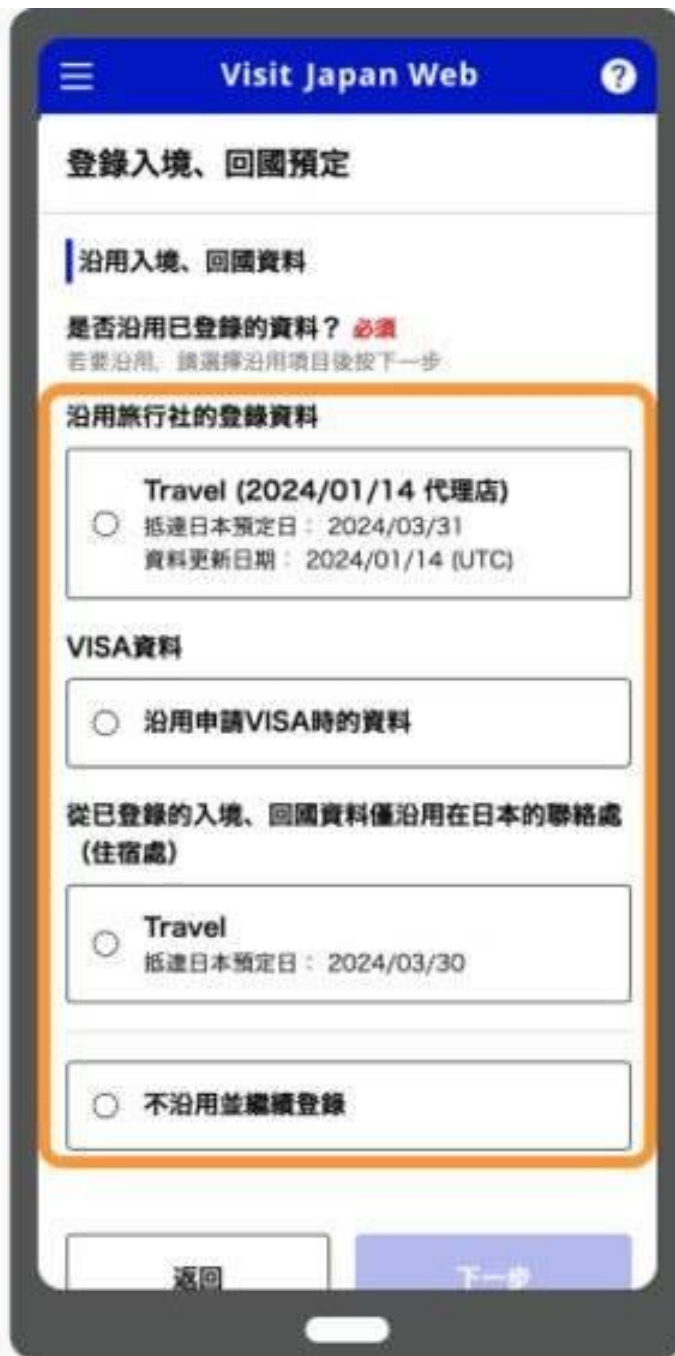 Visit Japan Web
?
登錄入境、回國預定
沿用入境、回國資料
是否沿用已登錄的資料？ 必須
若要沿用，請選擇沿用項目後按下一步
沿用旅行社的登錄資料
Travel (2024/01/14 代理店)
抵達日本預定日： 2024/03/31
資料更新日期： 2024/01/14 (UTC)
VISA資料
沿用申請VISA時的資料
從已登錄的入境、回國資料僅沿用在日本的聯絡處
（住宿處）
Travel
抵達日本預定日： 2024/03/30
不沿用並繼續登錄
返回
下一步